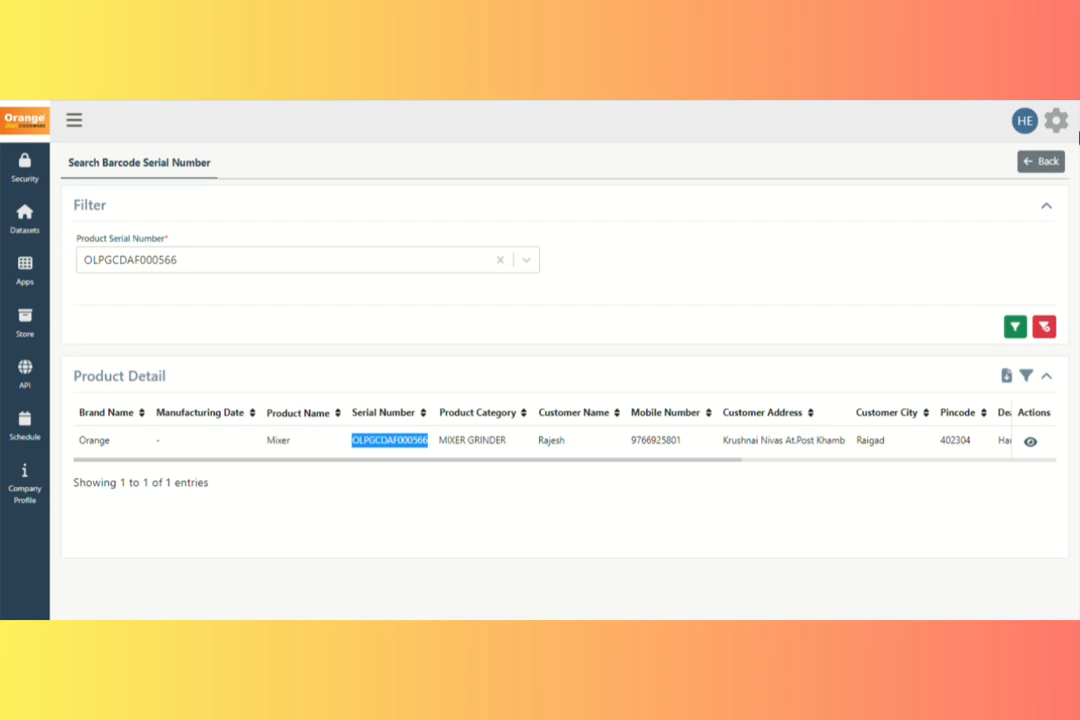 Orange
CODEWARE
HE
Search Barcode Serial Number
← Back
Security
Datasets
Apps
Store
API
Schedule
Company
Profile
Filter
Product Serial Number*
OLPGCDAF000566
Product Detail
Brand Name Manufacturing Date Product Name Serial Number Product Category Customer Name Mobile Number Customer Address Customer City Pincode De Actions
Orange - Mixer OLPGCDAF000566 MIXER GRINDER Rajesh 9766925801 Krushnai Nivas At.Post Khamb Raigad 402304 Ha
Showing 1 to 1 of 1 entries